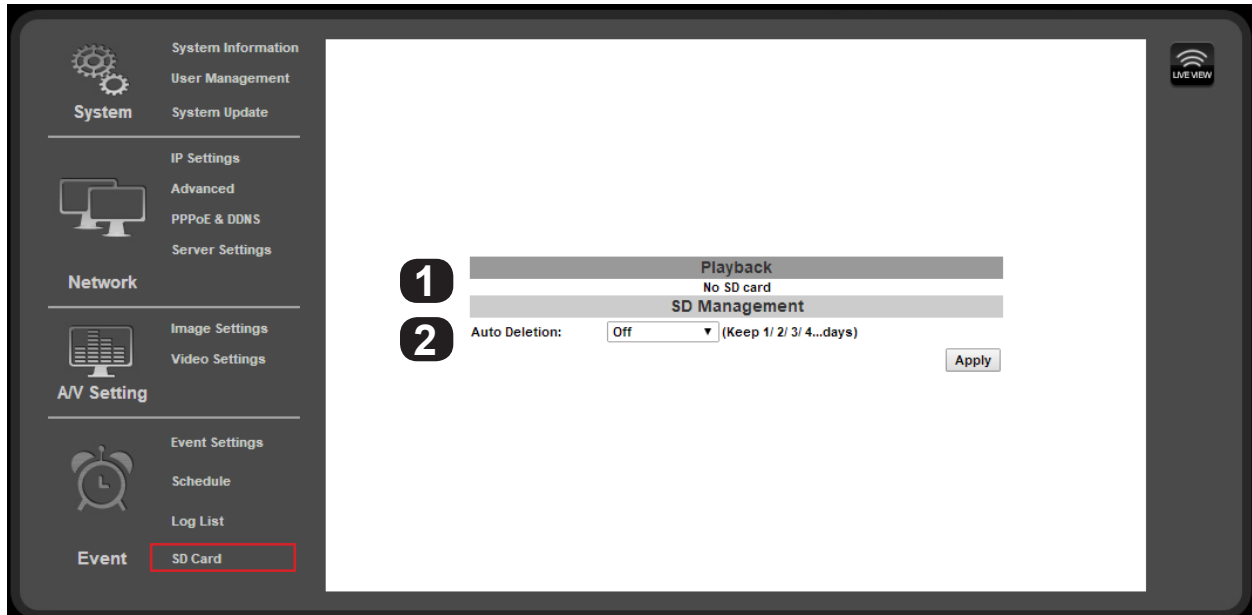 System Information
User Management
System
System Update
IP Settings
Advanced
PPPoE & DDNS
Server Settings
Network
Image Settings
Video Settings
A/V Setting
Event Settings
Schedule
Log List
Event
SD Card
1
Playback
No SD card
SD Management
2
Auto Deletion: Off (Keep 1/ 2/ 3/ 4...days)
Apply
LIVE VIEW